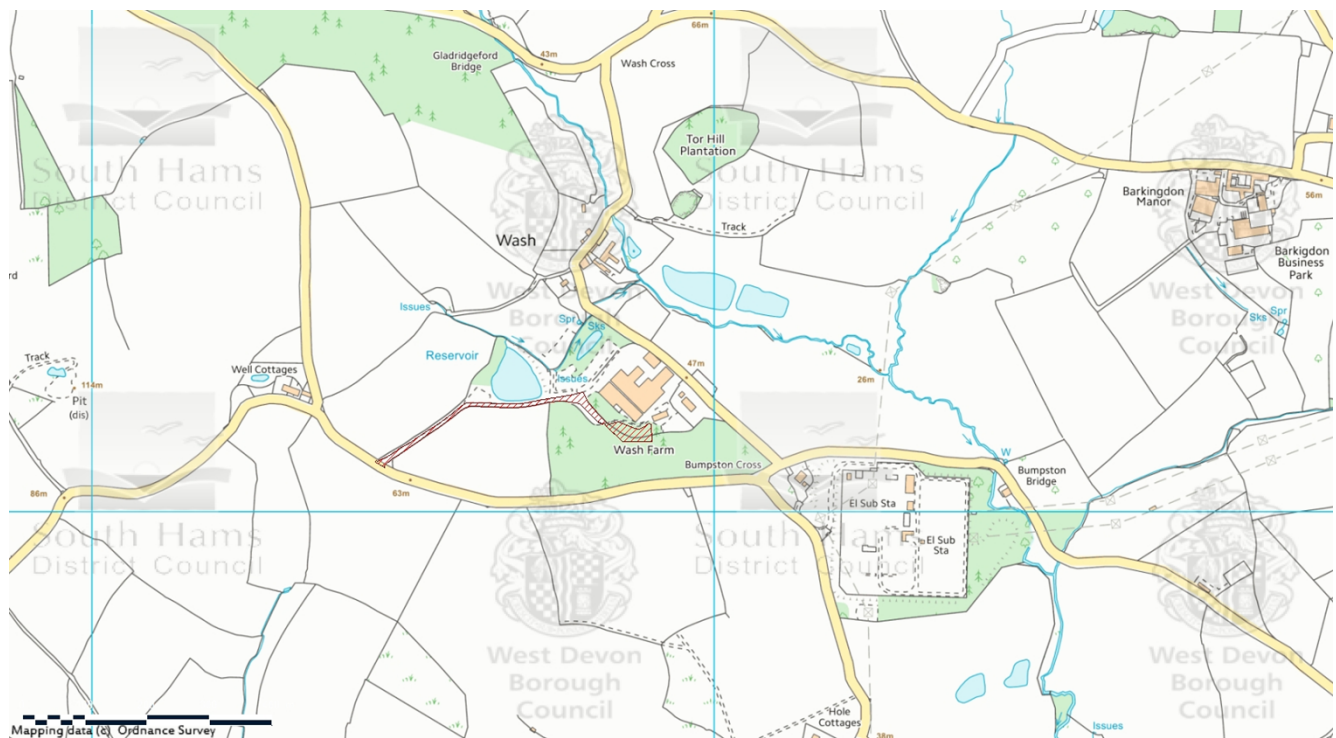 66m
43m
Gladridgeford
Bridge
Wash Cross
Tor Hill
Plantation
Barkingdon
Manor
56m
Track
Wash
Barkigdon
Business
Park
Issues
Spr
Sks
Sks
Spr
Reservoir
47m
Track
Well Cottages
26m
Issues
114m
Pit
(dis)
Wash Farm
Bumpston Cross
W
Bumpston
Bridge
63m
86m
El Sub Sta
El Sub
Sta
Hole
Cottages
Issues
38m
Mapping data (c) Ordnance Survey
South Hams
District Council
South Hams
District Council
West Devon
Borough
Council
West Devon
Borough
Council
South Hams
District Council
South Hams
District Council
West Devon
Borough
Council
West Devon
Borough
Council